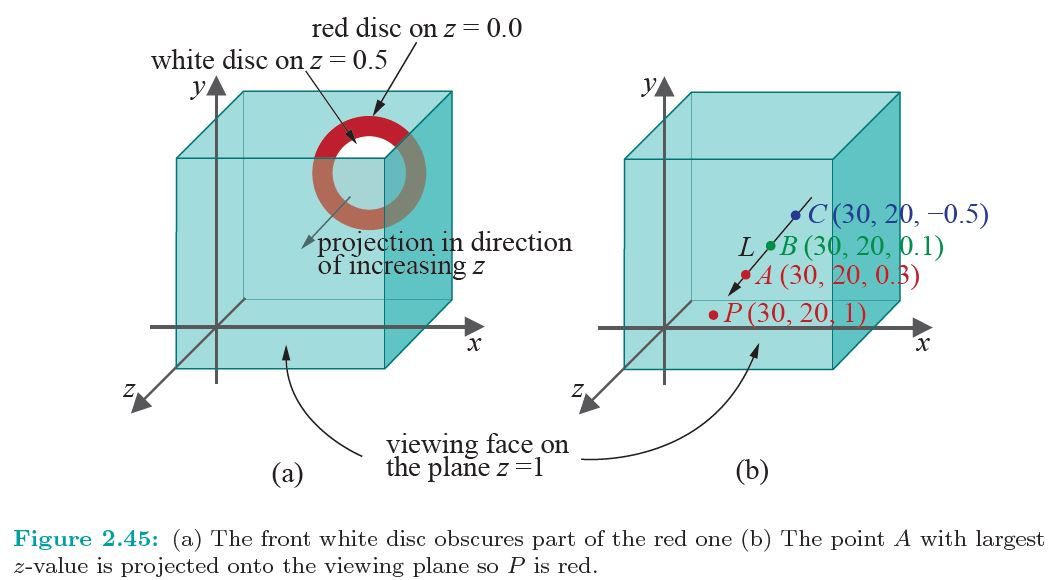 red disc on z = 0.0
white disc on z = 0.5
y
projection in direction
of increasing z
x
z
(a)
y
C (30, 20, −0.5)
L
B (30, 20, 0.1)
A (30, 20, 0.3)
P (30, 20, 1)
x
z
viewing face on
the plane z =1
(b)
Figure 2.45: (a) The front white disc obscures part of the red one (b) The point A with largest
z-value is projected onto the viewing plane so P is red.